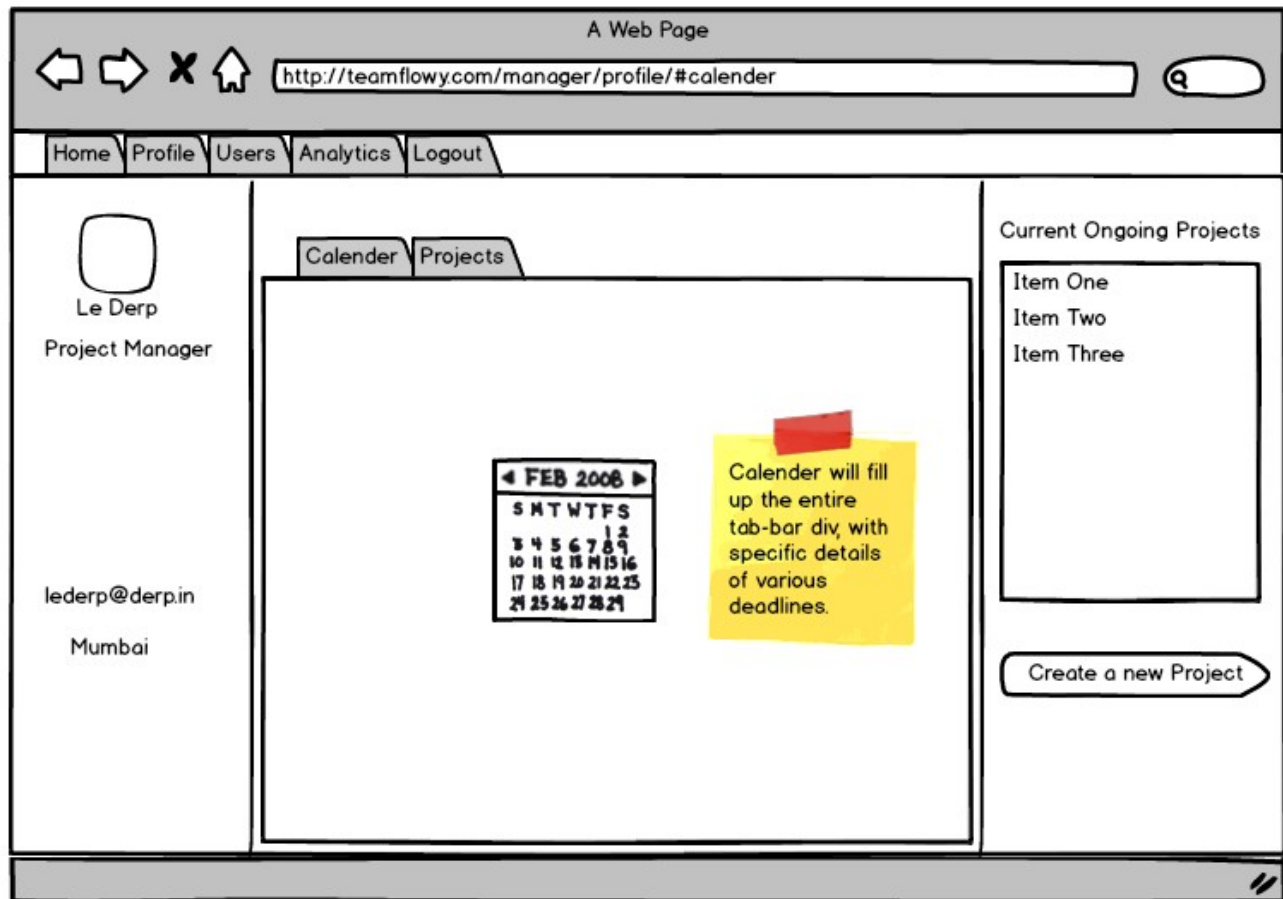 A Web Page
http://teamflowy.com/manager/profile/#calender
Home Profile Users Analytics Logout
Le Derp
Project Manager
lederp@derp.in
Mumbai
Calender Projects
FEB 2008
S M T W T F S
1 2
3 4 5 6 7 8 9
10 11 12 13 14 15 16
17 18 19 20 21 22 23
24 25 26 27 28 29
Calender will fill
up the entire
tab-bar div, with
specific details
of various
deadlines.
Current Ongoing Projects
Item One
Item Two
Item Three
Create a new Project